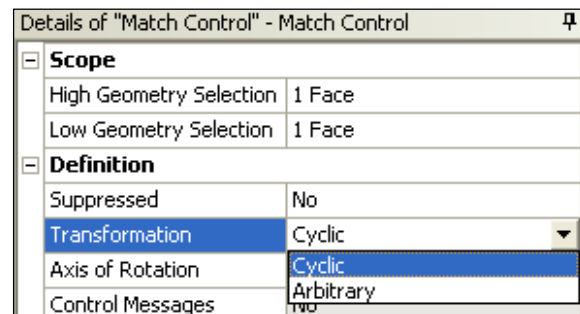 Details of "Match Control" - Match Control
Scope
High Geometry Selection 1 Face
Low Geometry Selection 1 Face
Definition
Suppressed No
Transformation Cyclic
Axis of Rotation Cyclic
Arbitrary
Control Messages No